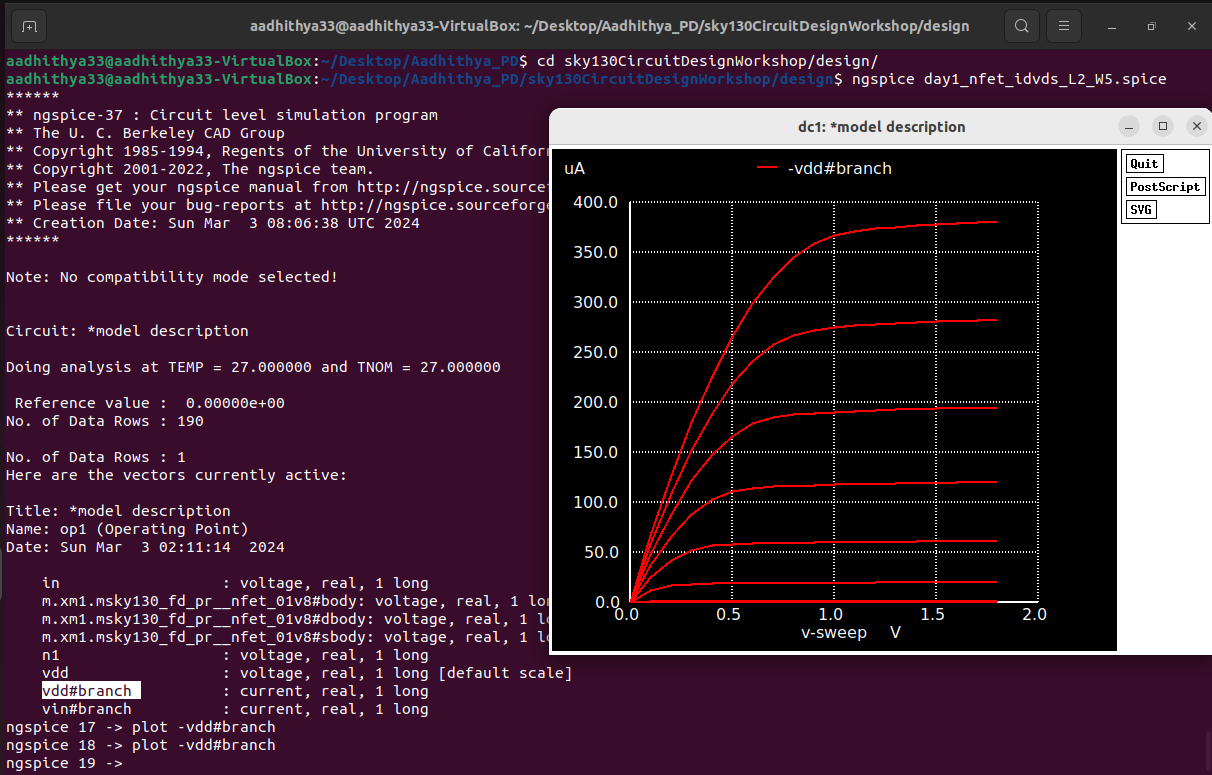 aadhithya33@aadhithya33-VirtualBox: ~/Desktop/Aadhithya_PD/sky130CircuitDesignWorkshop/design
aadhithya33@aadhithya33-VirtualBox:~/Desktop/Aadhithya_PD$ cd sky130CircuitDesignWorkshop/design/
aadhithya33@aadhithya33-VirtualBox:~/Desktop/Aadhithya_PD/sky130CircuitDesignWorkshop/design$ ngspice day1_nfet_idvds_L2_W5.spice
******
** ngspice-37 : Circuit level simulation program
** The U. C. Berkeley CAD Group
** Copyright 1985-1994, Regents of the University of Califor
** Copyright 2001-2022, The ngspice team.
** Please get your ngspice manual from http://ngspice.sourcef
** Please file your bug-reports at http://ngspice.sourceforge
** Creation Date: Sun Mar  3 08:06:38 UTC 2024
******
Note: No compatibility mode selected!
Circuit: *model description
Doing analysis at TEMP = 27.000000 and TNOM = 27.000000
Reference value :  0.00000e+00
No. of Data Rows : 190
No. of Data Rows : 1
Here are the vectors currently active:
Title: *model description
Name: op1 (Operating Point)
Date: Sun Mar  3 02:11:14  2024
in : voltage, real, 1 long
m.xm1.msky130_fd_pr__nfet_01v8#body: voltage, real, 1 lon
m.xm1.msky130_fd_pr__nfet_01v8#dbody: voltage, real, 1 lo
m.xm1.msky130_fd_pr__nfet_01v8#sbody: voltage, real, 1 lo
n1 : voltage, real, 1 long
vdd : voltage, real, 1 long [default scale]
vdd#branch : current, real, 1 long
vin#branch : current, real, 1 long
ngspice 17 -> plot -vdd#branch
ngspice 18 -> plot -vdd#branch
ngspice 19 ->
dc1: *model description
Quit
PostScript
SVG
uA
-vdd#branch
400.0
350.0
300.0
250.0
200.0
150.0
100.0
50.0
0.0
0.0 0.5 1.0 1.5 2.0
v-sweep V